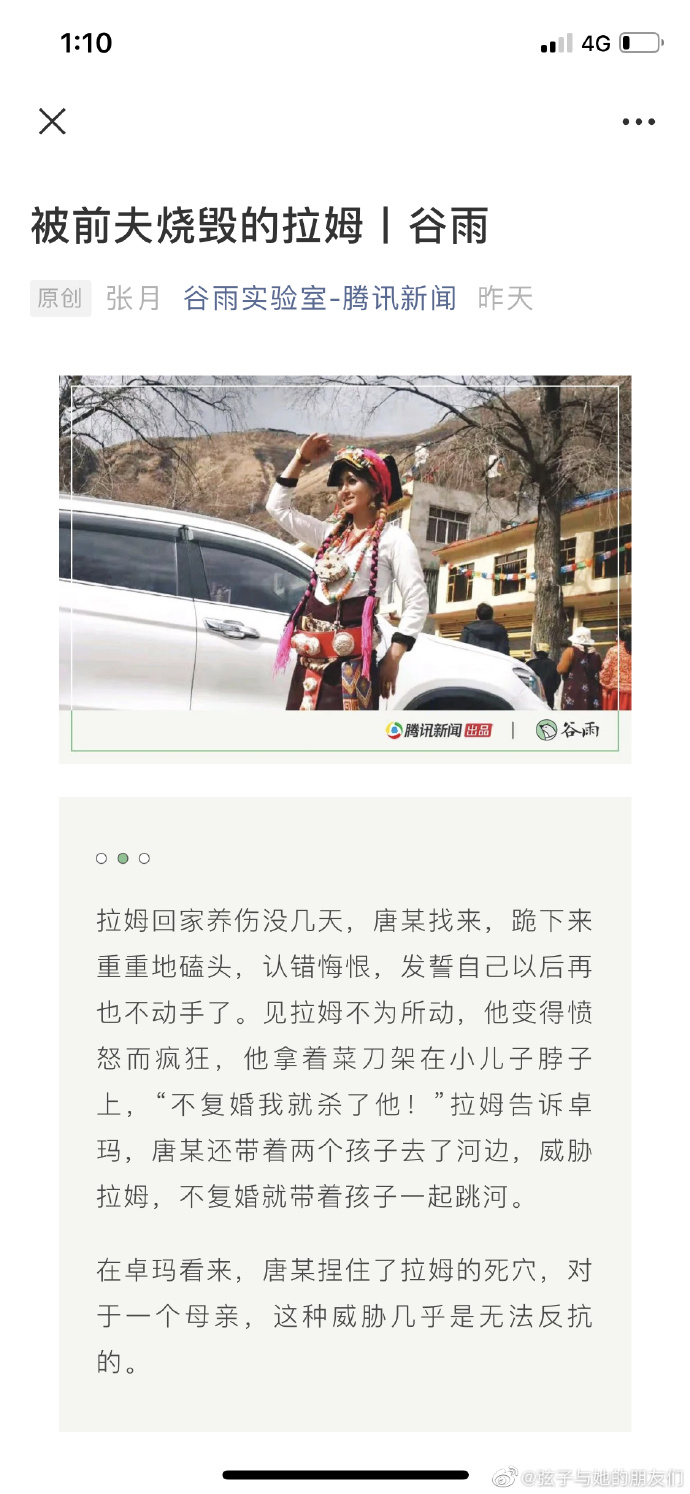 1:10
4G
被前夫烧毁的拉姆丨谷雨
原创 张月 谷雨实验室-腾讯新闻 昨天
腾讯新闻 出品 | 谷雨
拉姆回家养伤没几天，唐某找来，跪下来
重重地磕头，认错悔恨，发誓自己以后再
也不动手了。见拉姆不为所动，他变得愤
怒而疯狂，他拿着菜刀架在小儿子脖子
上，“不复婚我就杀了他！”拉姆告诉卓
玛，唐某还带着两个孩子去了河边，威胁
拉姆，不复婚就带着孩子一起跳河。
在卓玛看来，唐某捏住了拉姆的死穴，对
于一个母亲，这种威胁几乎是无法反抗
的。
@弦子与她的朋友们